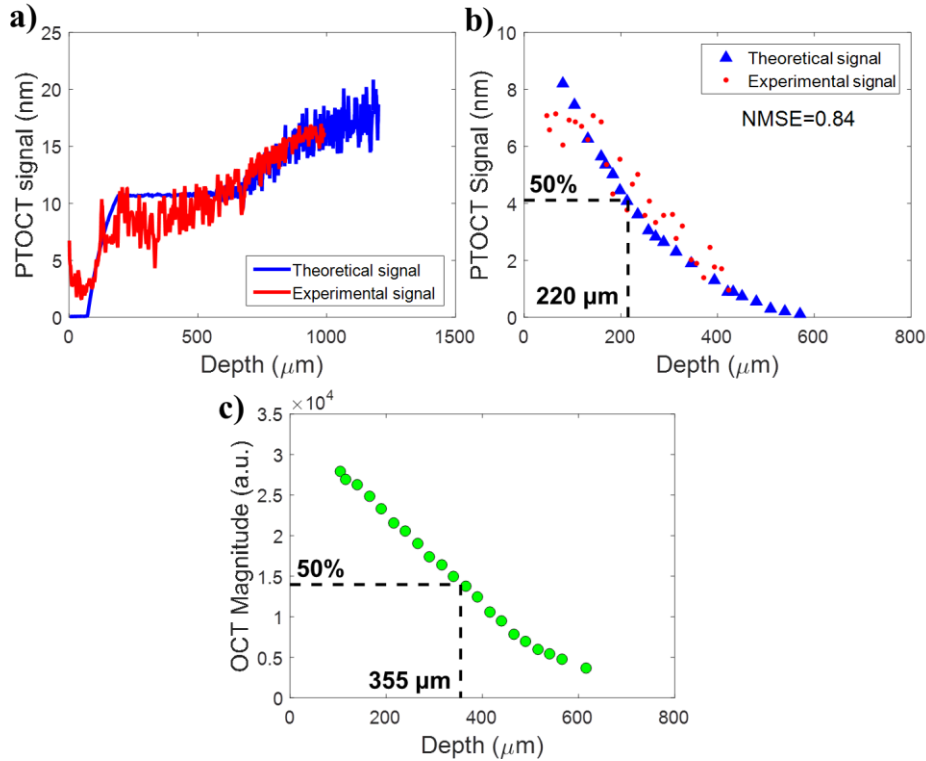 a)
PTOCT signal (nm)
25
20
15
10
5
0
0 500 1000 1500
Depth (μm)
Theoretical signal
Experimental signal
b)
PTOCT Signal (nm)
8
6
4
2
0
0 200 400 600 800
Depth (μm)
Theoretical signal
Experimental signal
NMSE=0.84
50%
220 μm
c)
×10⁴
OCT Magnitude (a.u.)
3.5
3
2.5
2
1.5
1
0.5
0
0 200 400 600 800
Depth (μm)
50%
355 μm